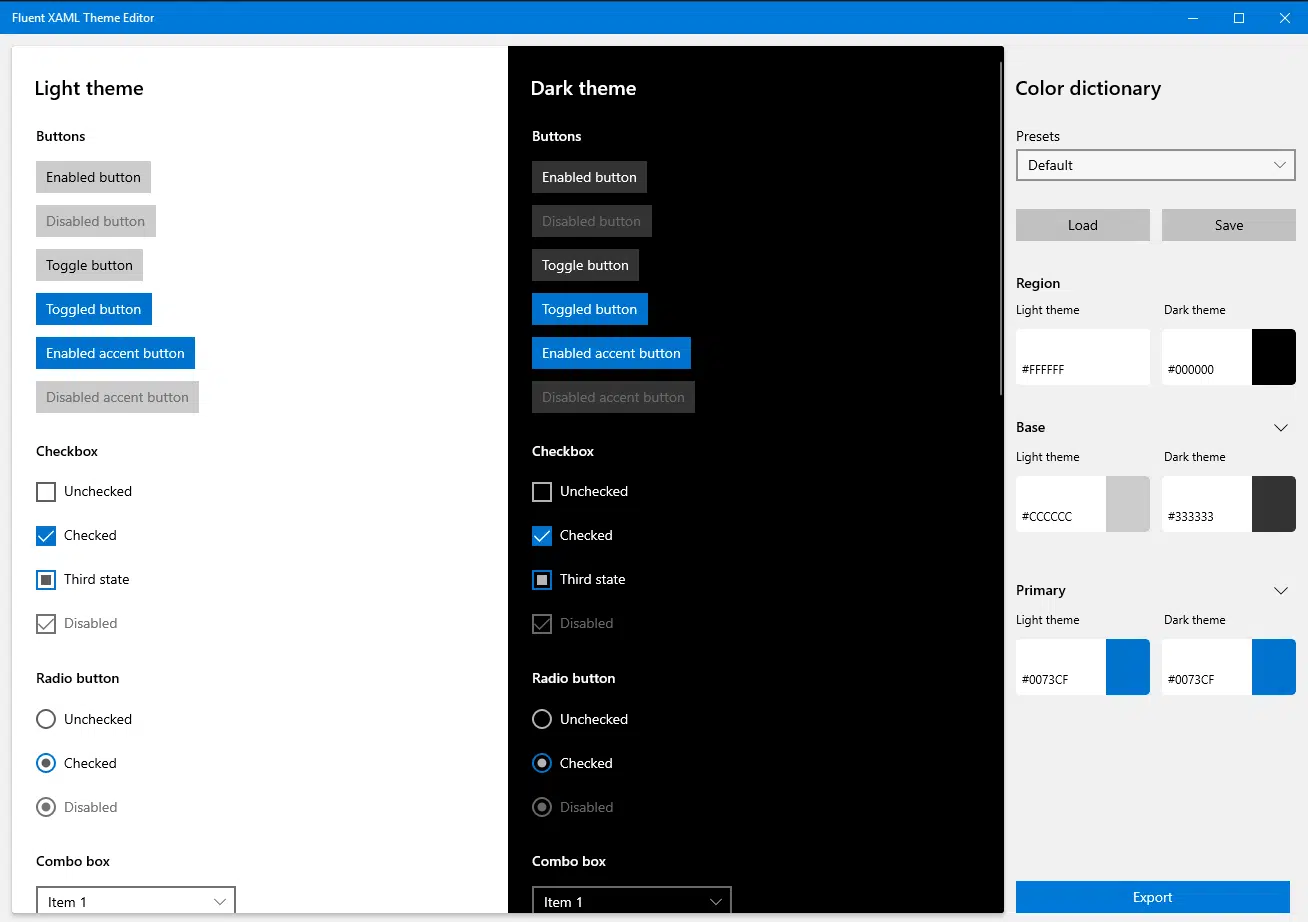 Fluent XAML Theme Editor
Light theme
Buttons
Enabled button
Disabled button
Toggle button
Toggled button
Enabled accent button
Disabled accent button
Checkbox
Unchecked
Checked
Third state
Disabled
Radio button
Unchecked
Checked
Disabled
Combo box
Item 1
Dark theme
Buttons
Enabled button
Disabled button
Toggle button
Toggled button
Enabled accent button
Disabled accent button
Checkbox
Unchecked
Checked
Third state
Disabled
Radio button
Unchecked
Checked
Disabled
Combo box
Item 1
Color dictionary
Presets
Default
Load Save
Region
Light theme Dark theme
#FFFFFF #000000
Base
Light theme Dark theme
#CCCCCC #333333
Primary
Light theme Dark theme
#0073CF #0073CF
Export